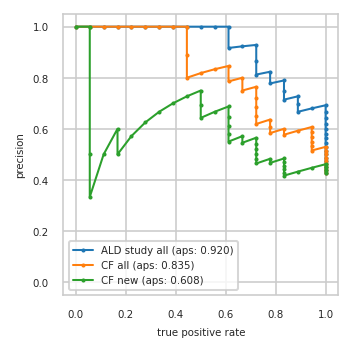 1.0
0.8
0.6
0.4
0.2
0.0
precision
ALD study all (aps: 0.920)
CF all (aps: 0.835)
CF new (aps: 0.608)
0.0 0.2 0.4 0.6 0.8 1.0
true positive rate